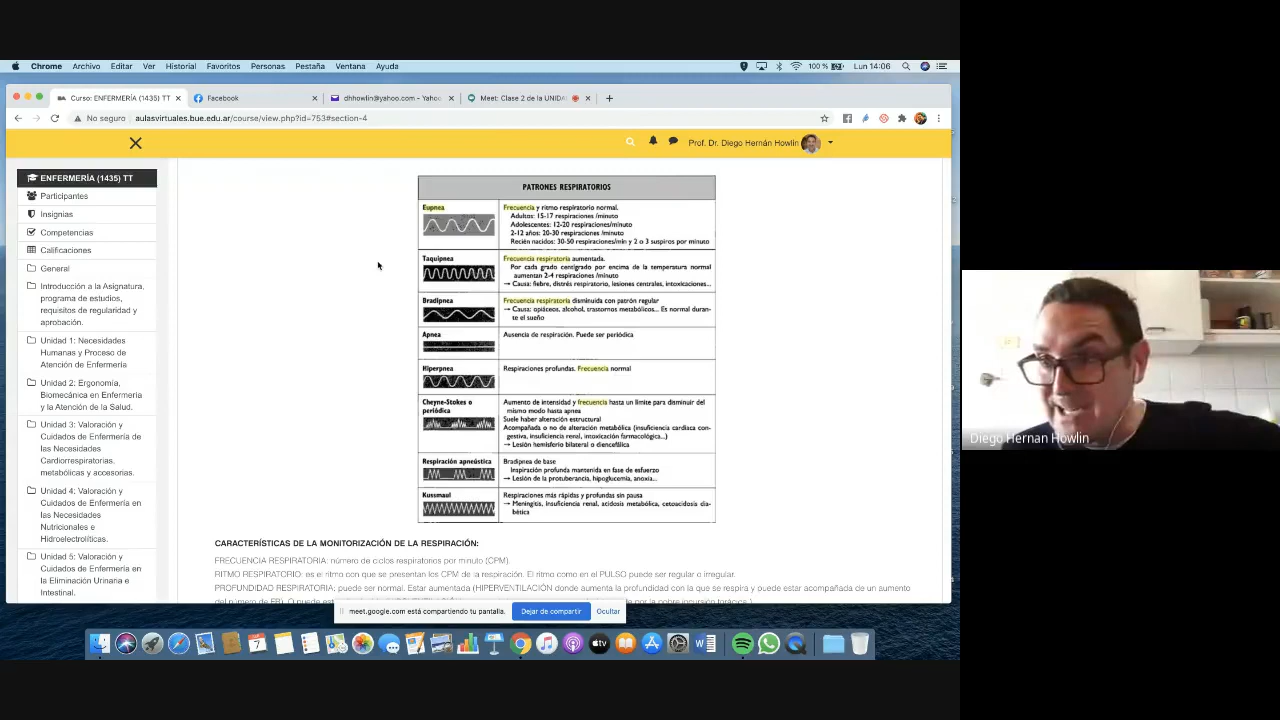 Chrome Archivo Editar Ver Historial Favoritos Personas Pestaña Ventana Ayuda 100 % Lun 14:06
Curso: ENFERMERÍA (1435) TT Facebook dhhowlin@yahoo.com - Yahoo Meet: Clase 2 de la UNIDA
No seguro aulasvirtuales.bue.edu.ar/course/view.php?id=753#section-4
Prof. Dr. Diego Hernán Howlin
ENFERMERÍA (1435) TT
Participantes
Insignias
Competencias
Calificaciones
General
Introducción a la Asignatura,
programa de estudios,
requisitos de regularidad y
aprobación.
Unidad 1: Necesidades
Humanas y Proceso de
Atención de Enfermería
Unidad 2: Ergonomia,
Biomecánica en Enfermería
y la Atención de la Salud.
Unidad 3: Valoración y
Cuidados de Enfermería de
las Necesidades
Cardiorrespiratorias,
metabólicas y accesorias.
Unidad 4: Valoración y
Cuidados de Enfermería en
las Necesidades
Nutricionales e
Hidroelectrolíticas.
Unidad 5: Valoración y
Cuidados de Enfermería en
la Eliminación Urinaria e
Intestinal.
PATRONES RESPIRATORIOS
Eupnea
Frecuencia y ritmo respiratorio normal.
Adultos: 15-17 respiraciones /minuto
Adolescentes: 12-20 respiraciones/minuto
2-12 años: 20-30 respiraciones /minuto
Recién nacidos: 30-50 respiraciones/min y 2 o 3 suspiros por minuto
Taquipnea
Frecuencia respiratoria aumentada.
Por cada grado centígrado por encima de la temperatura normal
aumentan 2-4 respiraciones /minuto
→ Causa: fiebre, distrés respiratorio, lesiones centrales, intoxicaciones...
Bradipnea
Frecuencia respiratoria disminuida con patrón regular
→ Causa: opiáceos, alcohol, trastornos metabólicos... Es normal duran-
te el sueño
Apnea
Ausencia de respiración. Puede ser periódica
Hiperpnea
Respiraciones profundas. Frecuencia normal
Cheyne-Stokes o
periódica
Aumento de intensidad y frecuencia hasta un límite para disminuir del
mismo modo hasta apnea
Suele haber alteración estructural
Acompañada o no de alteración metabólica (insuficiencia cardiaca con-
gestiva, insuficiencia renal, intoxicación farmacológica...)
→ Lesión hemisferio bilateral o diencefálica
Respiración apnéustica
Bradipnea de base
Inspiración profunda mantenida en fase de esfuerzo
→ Lesión de la protuberancia, hipoglucemia, anoxia...
Kussmaul
Respiraciones más rápidas y profundas sin pausa
→ Meningitis, insuficiencia renal, acidosis metabólica, cetoacidosis dia-
bética
CARACTERÍSTICAS DE LA MONITORIZACIÓN DE LA RESPIRACIÓN:
FRECUENCIA RESPIRATORIA: número de ciclos respiratorios por minuto (CPM).
RITMO RESPIRATORIO: es el ritmo con que se presentan los CPM de la respiración. El ritmo como en el PULSO puede ser regular o irregular.
PROFUNDIDAD RESPIRATORIA: puede ser normal. Estar aumentada (HIPERVENTILACIÓN donde aumenta la profundidad con la que se respira y puede estar acompañada de un aumento
meet.google.com está compartiendo tu pantalla. Dejar de compartir Ocultar
Diego Hernan Howlin